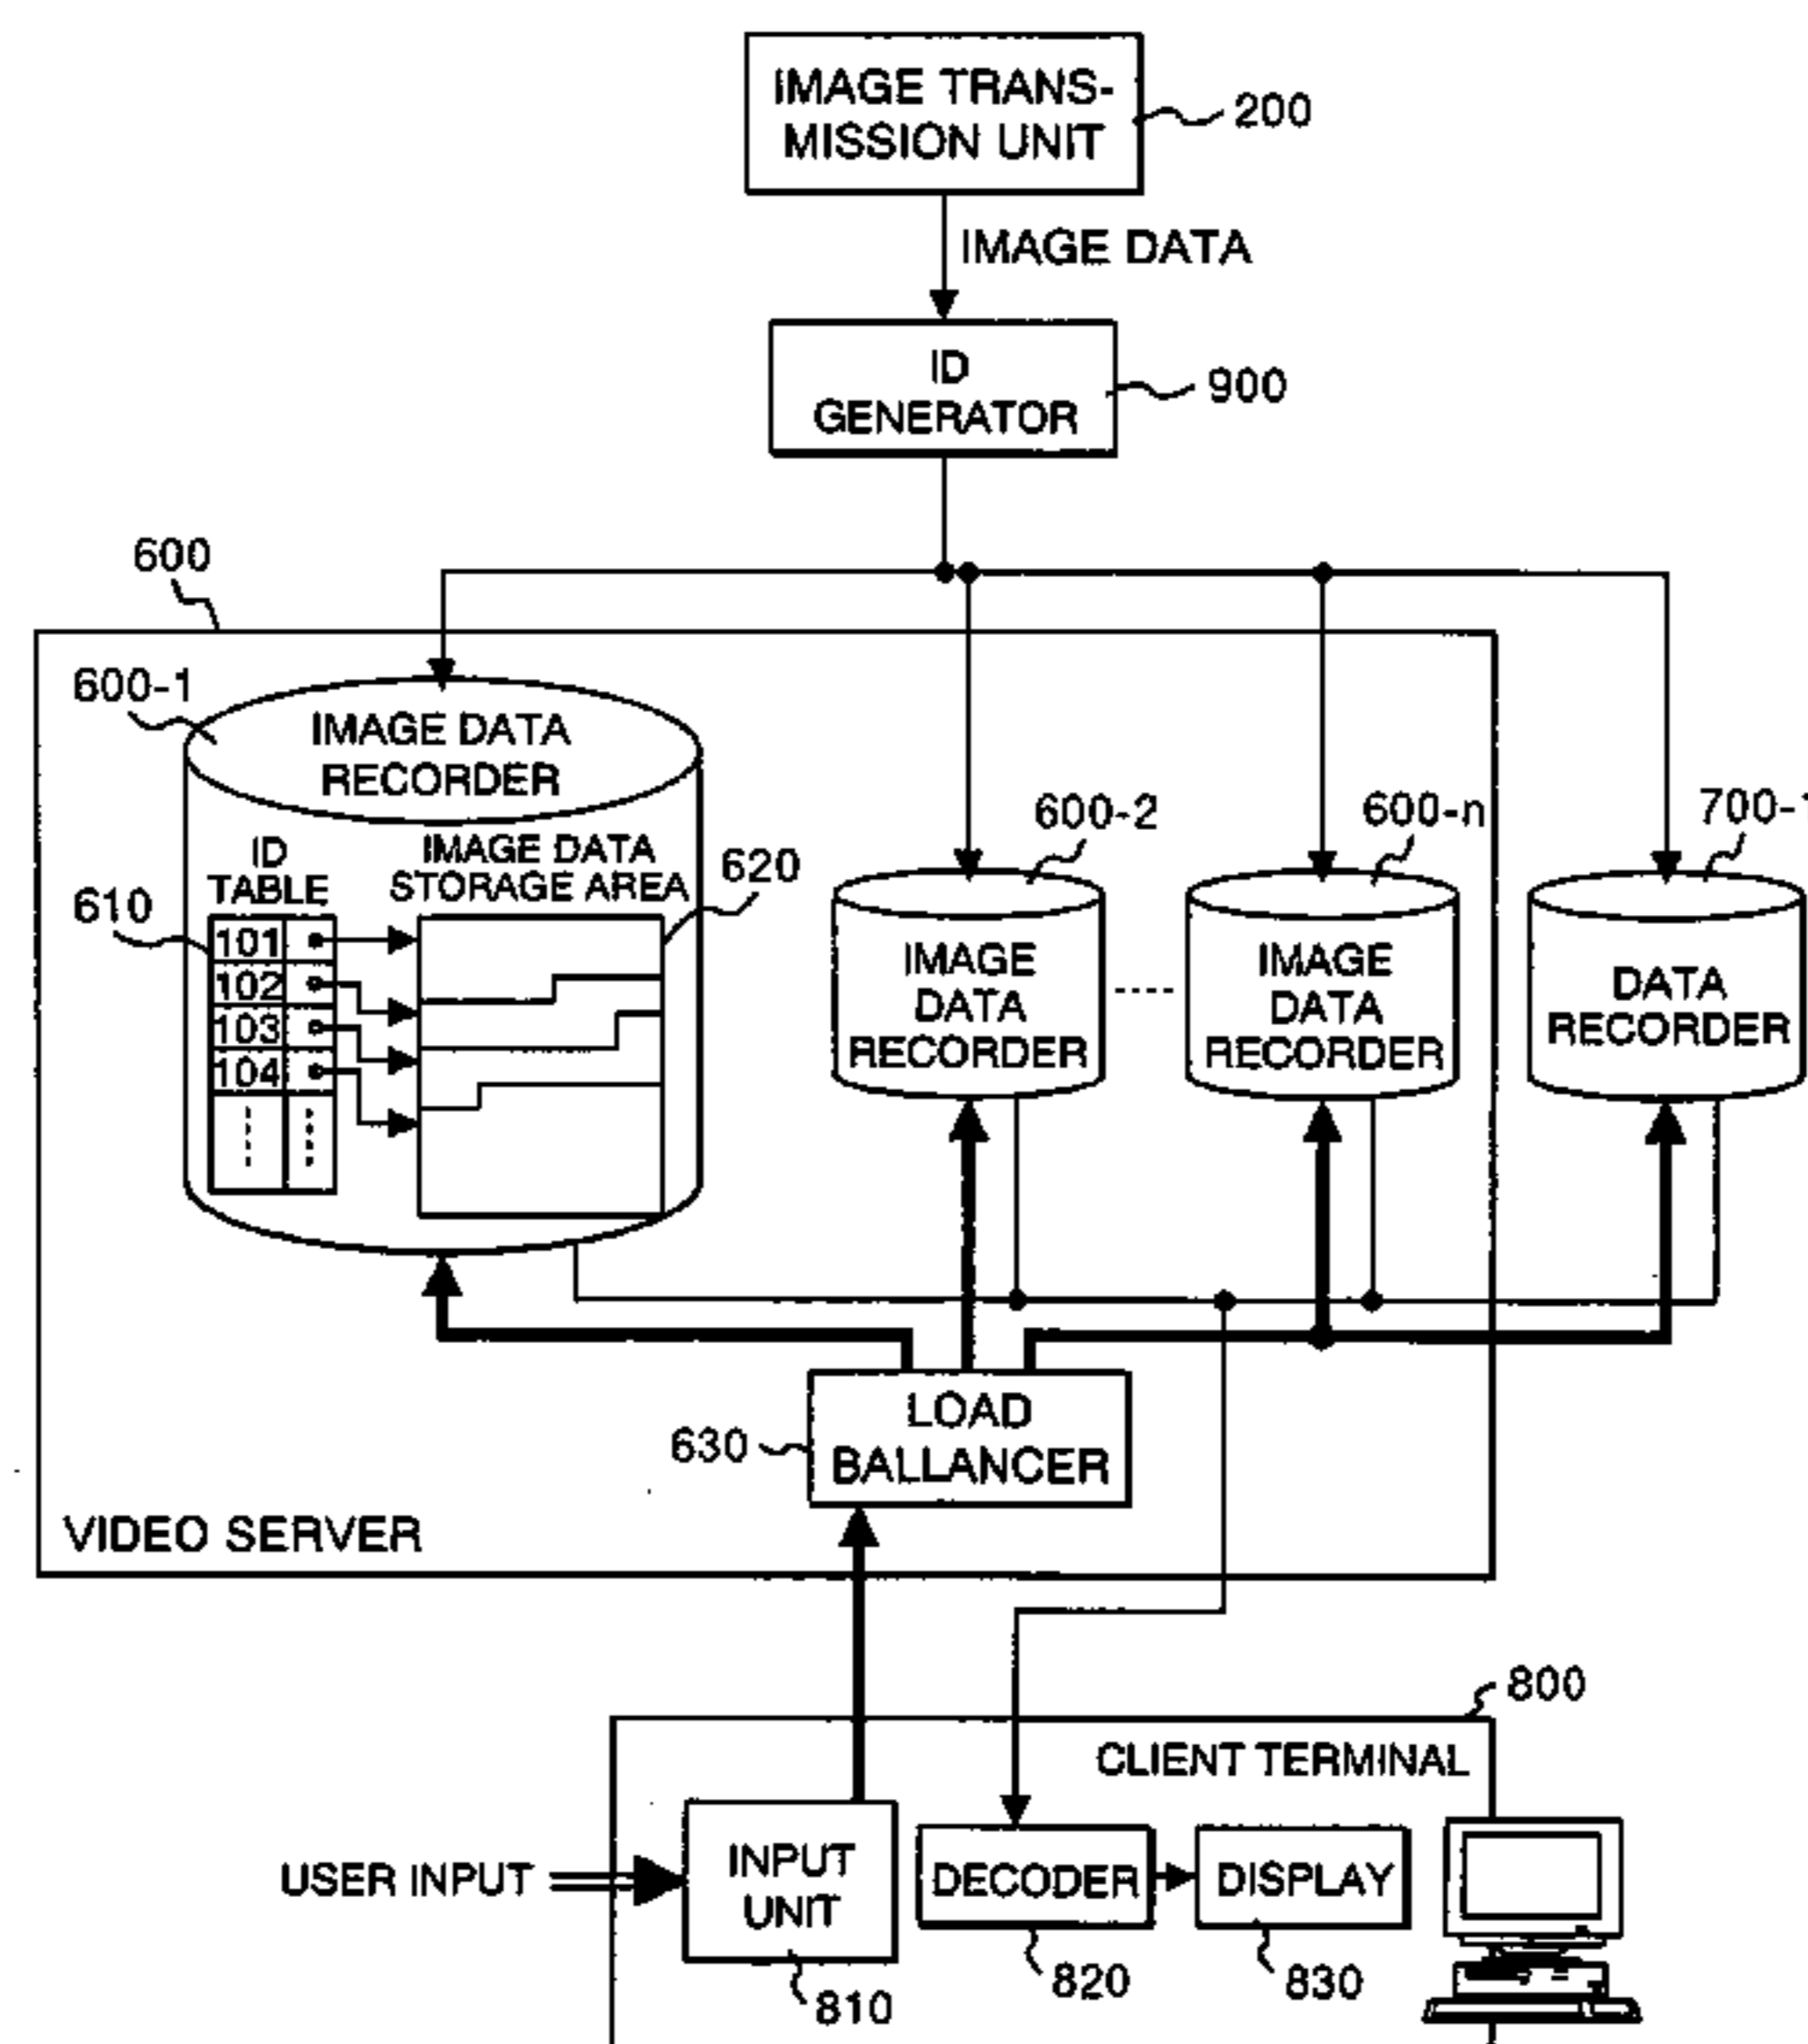 IMAGE TRANS-
MISSION UNIT
200
IMAGE DATA
ID
GENERATOR
900
600
600-1
IMAGE DATA
RECORDER
ID
TABLE
IMAGE DATA
STORAGE AREA
610
620
101
102
103
104
600-2
IMAGE
DATA
RECORDER
600-n
IMAGE
DATA
RECORDER
700-1
DATA
RECORDER
630
LOAD
BALLANCER
VIDEO SERVER
800
CLIENT TERMINAL
USER INPUT
INPUT
UNIT
DECODER
DISPLAY
810
820
830